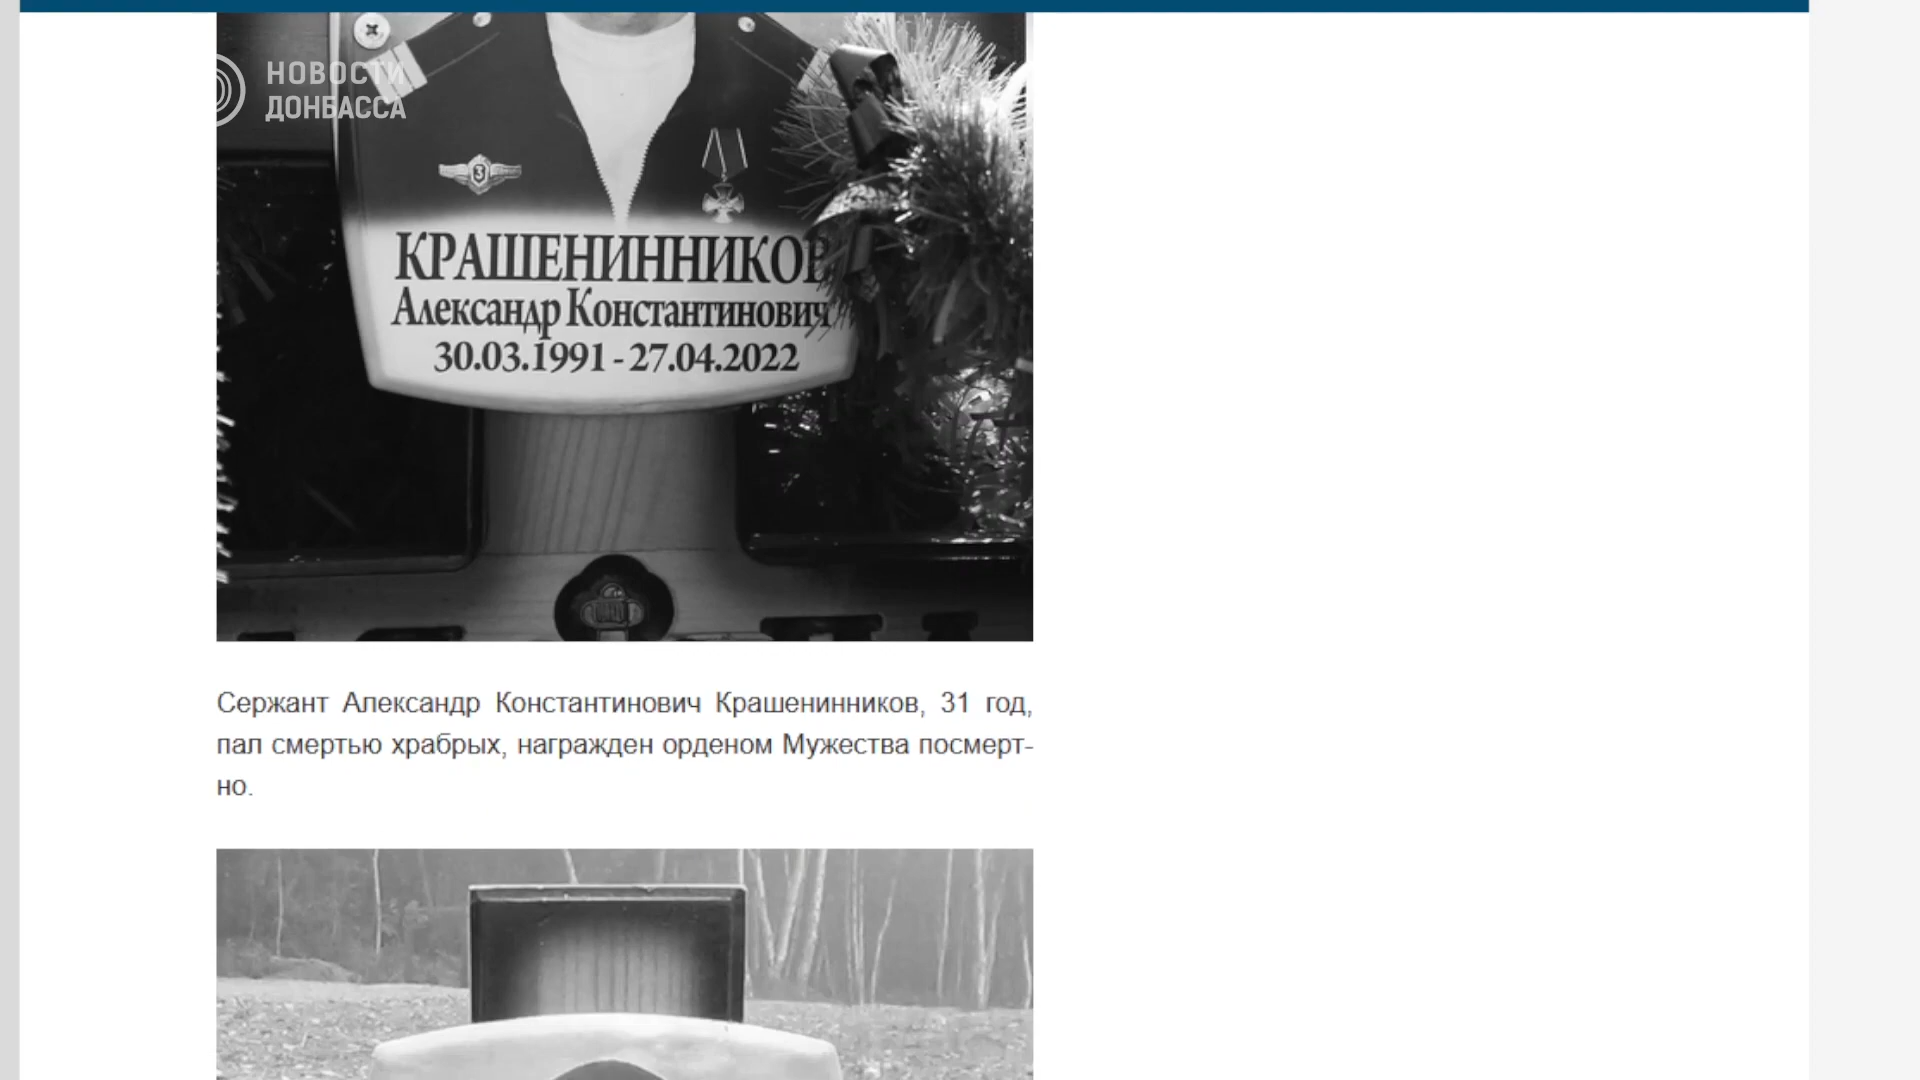 НОВОСТИ
ДОНБАССА
3
КРАШЕНИННИКОВ
Александр Константинович
30.03.1991 - 27.04.2022
Сержант Александр Константинович Крашенинников, 31 год,
пал смертью храбрых, награжден орденом Мужества посмерт-
но.